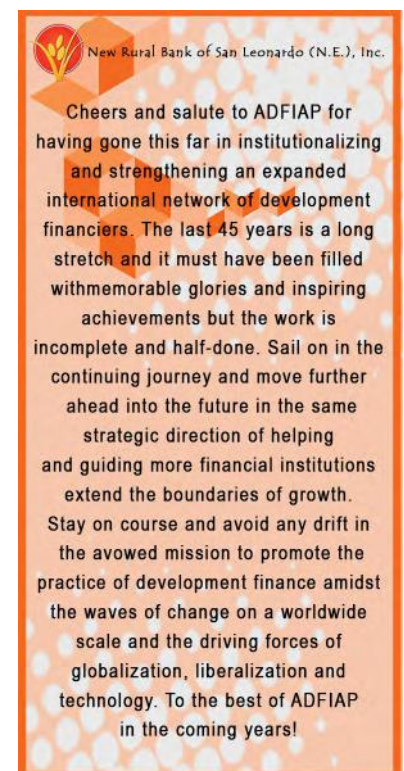 New Rural Bank of San Leonardo (N.E.), Inc.
Cheers and salute to ADFIAP for
having gone this far in institutionalizing
and strengthening an expanded
international network of development
financiers. The last 45 years is a long
stretch and it must have been filled
withmemorable glories and inspiring
achievements but the work is
incomplete and half-done. Sail on in the
continuing journey and move further
ahead into the future in the same
strategic direction of helping
and guiding more financial institutions
extend the boundaries of growth.
Stay on course and avoid any drift in
the avowed mission to promote the
practice of development finance amidst
the waves of change on a worldwide
scale and the driving forces of
globalization, liberalization and
technology. To the best of ADFIAP
in the coming years!